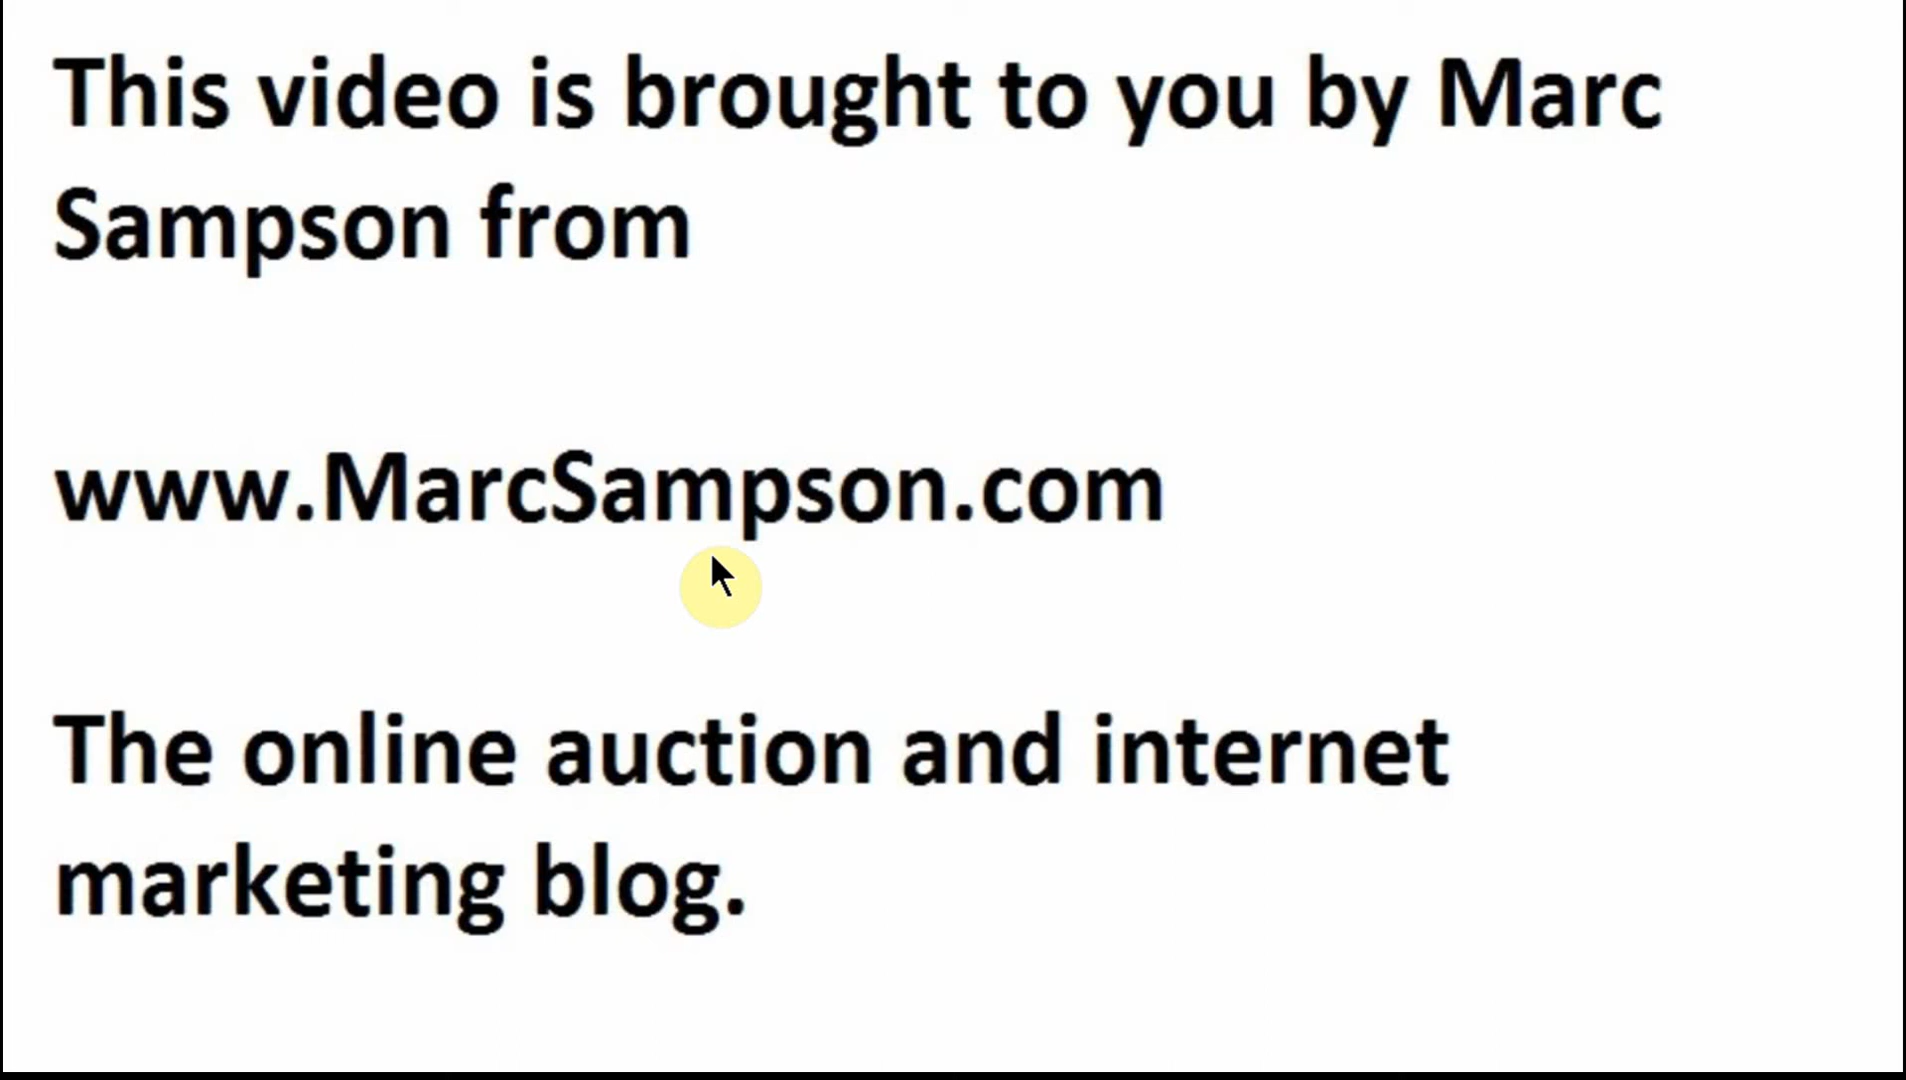 This video is brought to you by Marc
Sampson from
www.MarcSampson.com
The online auction and internet
marketing blog.